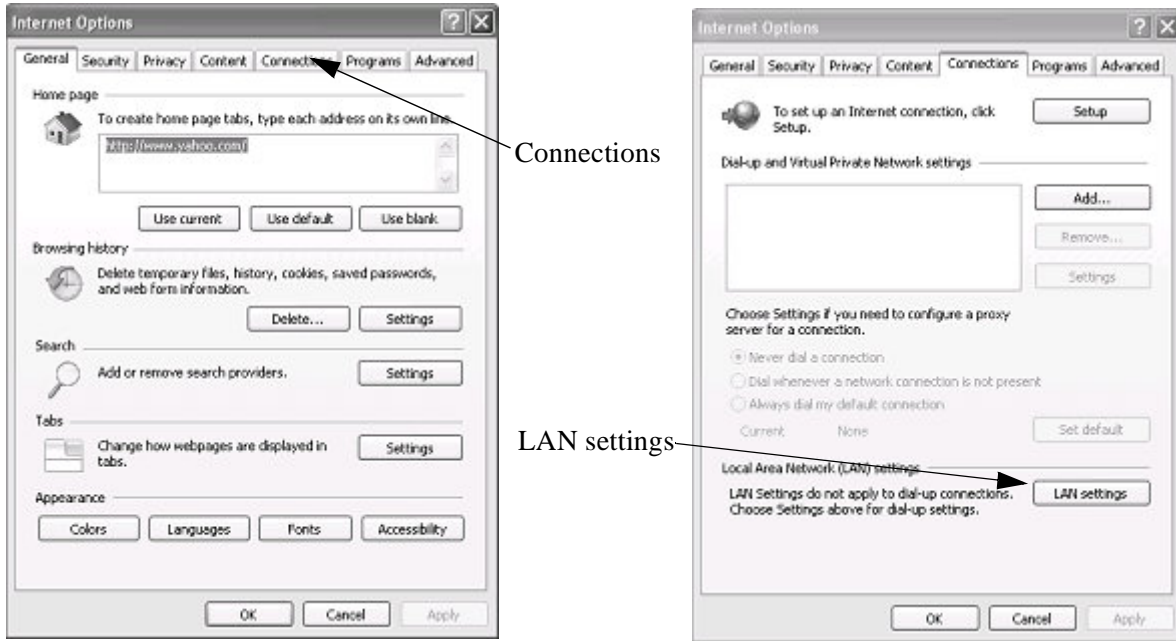 Internet Options
General Security Privacy Content Connections Programs Advanced
Home page
To create home page tabs, type each address on its own line.
http://www.yahoo.com/
Use current Use default Use blank
Browsing history
Delete temporary files, history, cookies, saved passwords,
and web form information.
Delete... Settings
Search
Add or remove search providers. Settings
Tabs
Change how webpages are displayed in
tabs.
Settings
Appearance
Colors Languages Fonts Accessibility
OK Cancel Apply
Connections
LAN settings
Internet Options
General Security Privacy Content Connections Programs Advanced
To set up an Internet connection, click
Setup.
Setup
Dial-up and Virtual Private Network settings
Add...
Remove...
Settings
Choose Settings if you need to configure a proxy
server for a connection.
Never dial a connection
Dial whenever a network connection is not present
Always dial my default connection
Current None Set default
Local Area Network (LAN) settings
LAN Settings do not apply to dial-up connections.
Choose Settings above for dial-up settings.
LAN settings
OK Cancel Apply